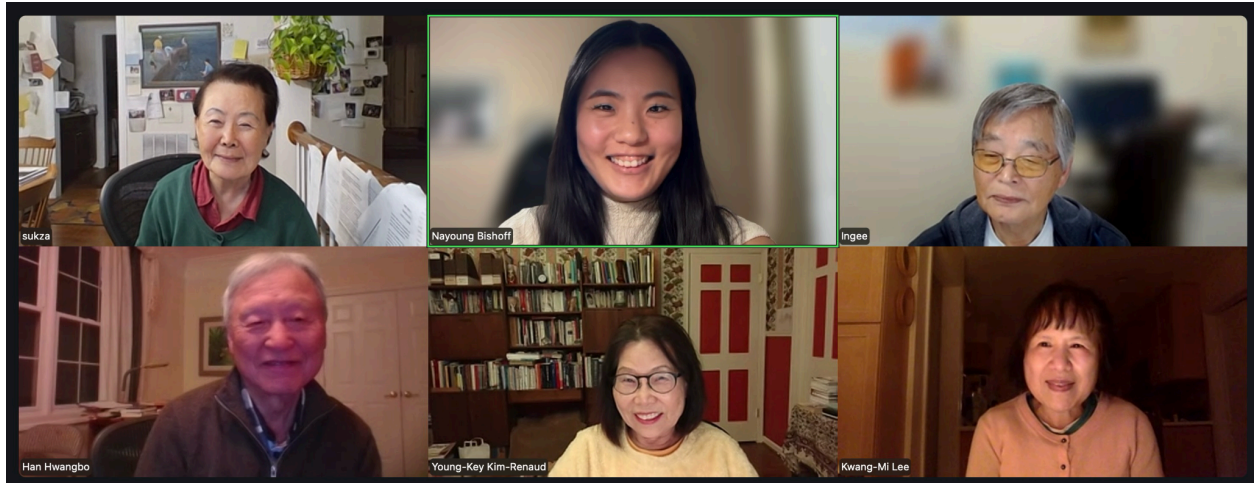 sukza
Nayoung Bishoff
Ingee
Han Hwangbo
Young-Key Kim-Renaud
Kwang-Mi Lee